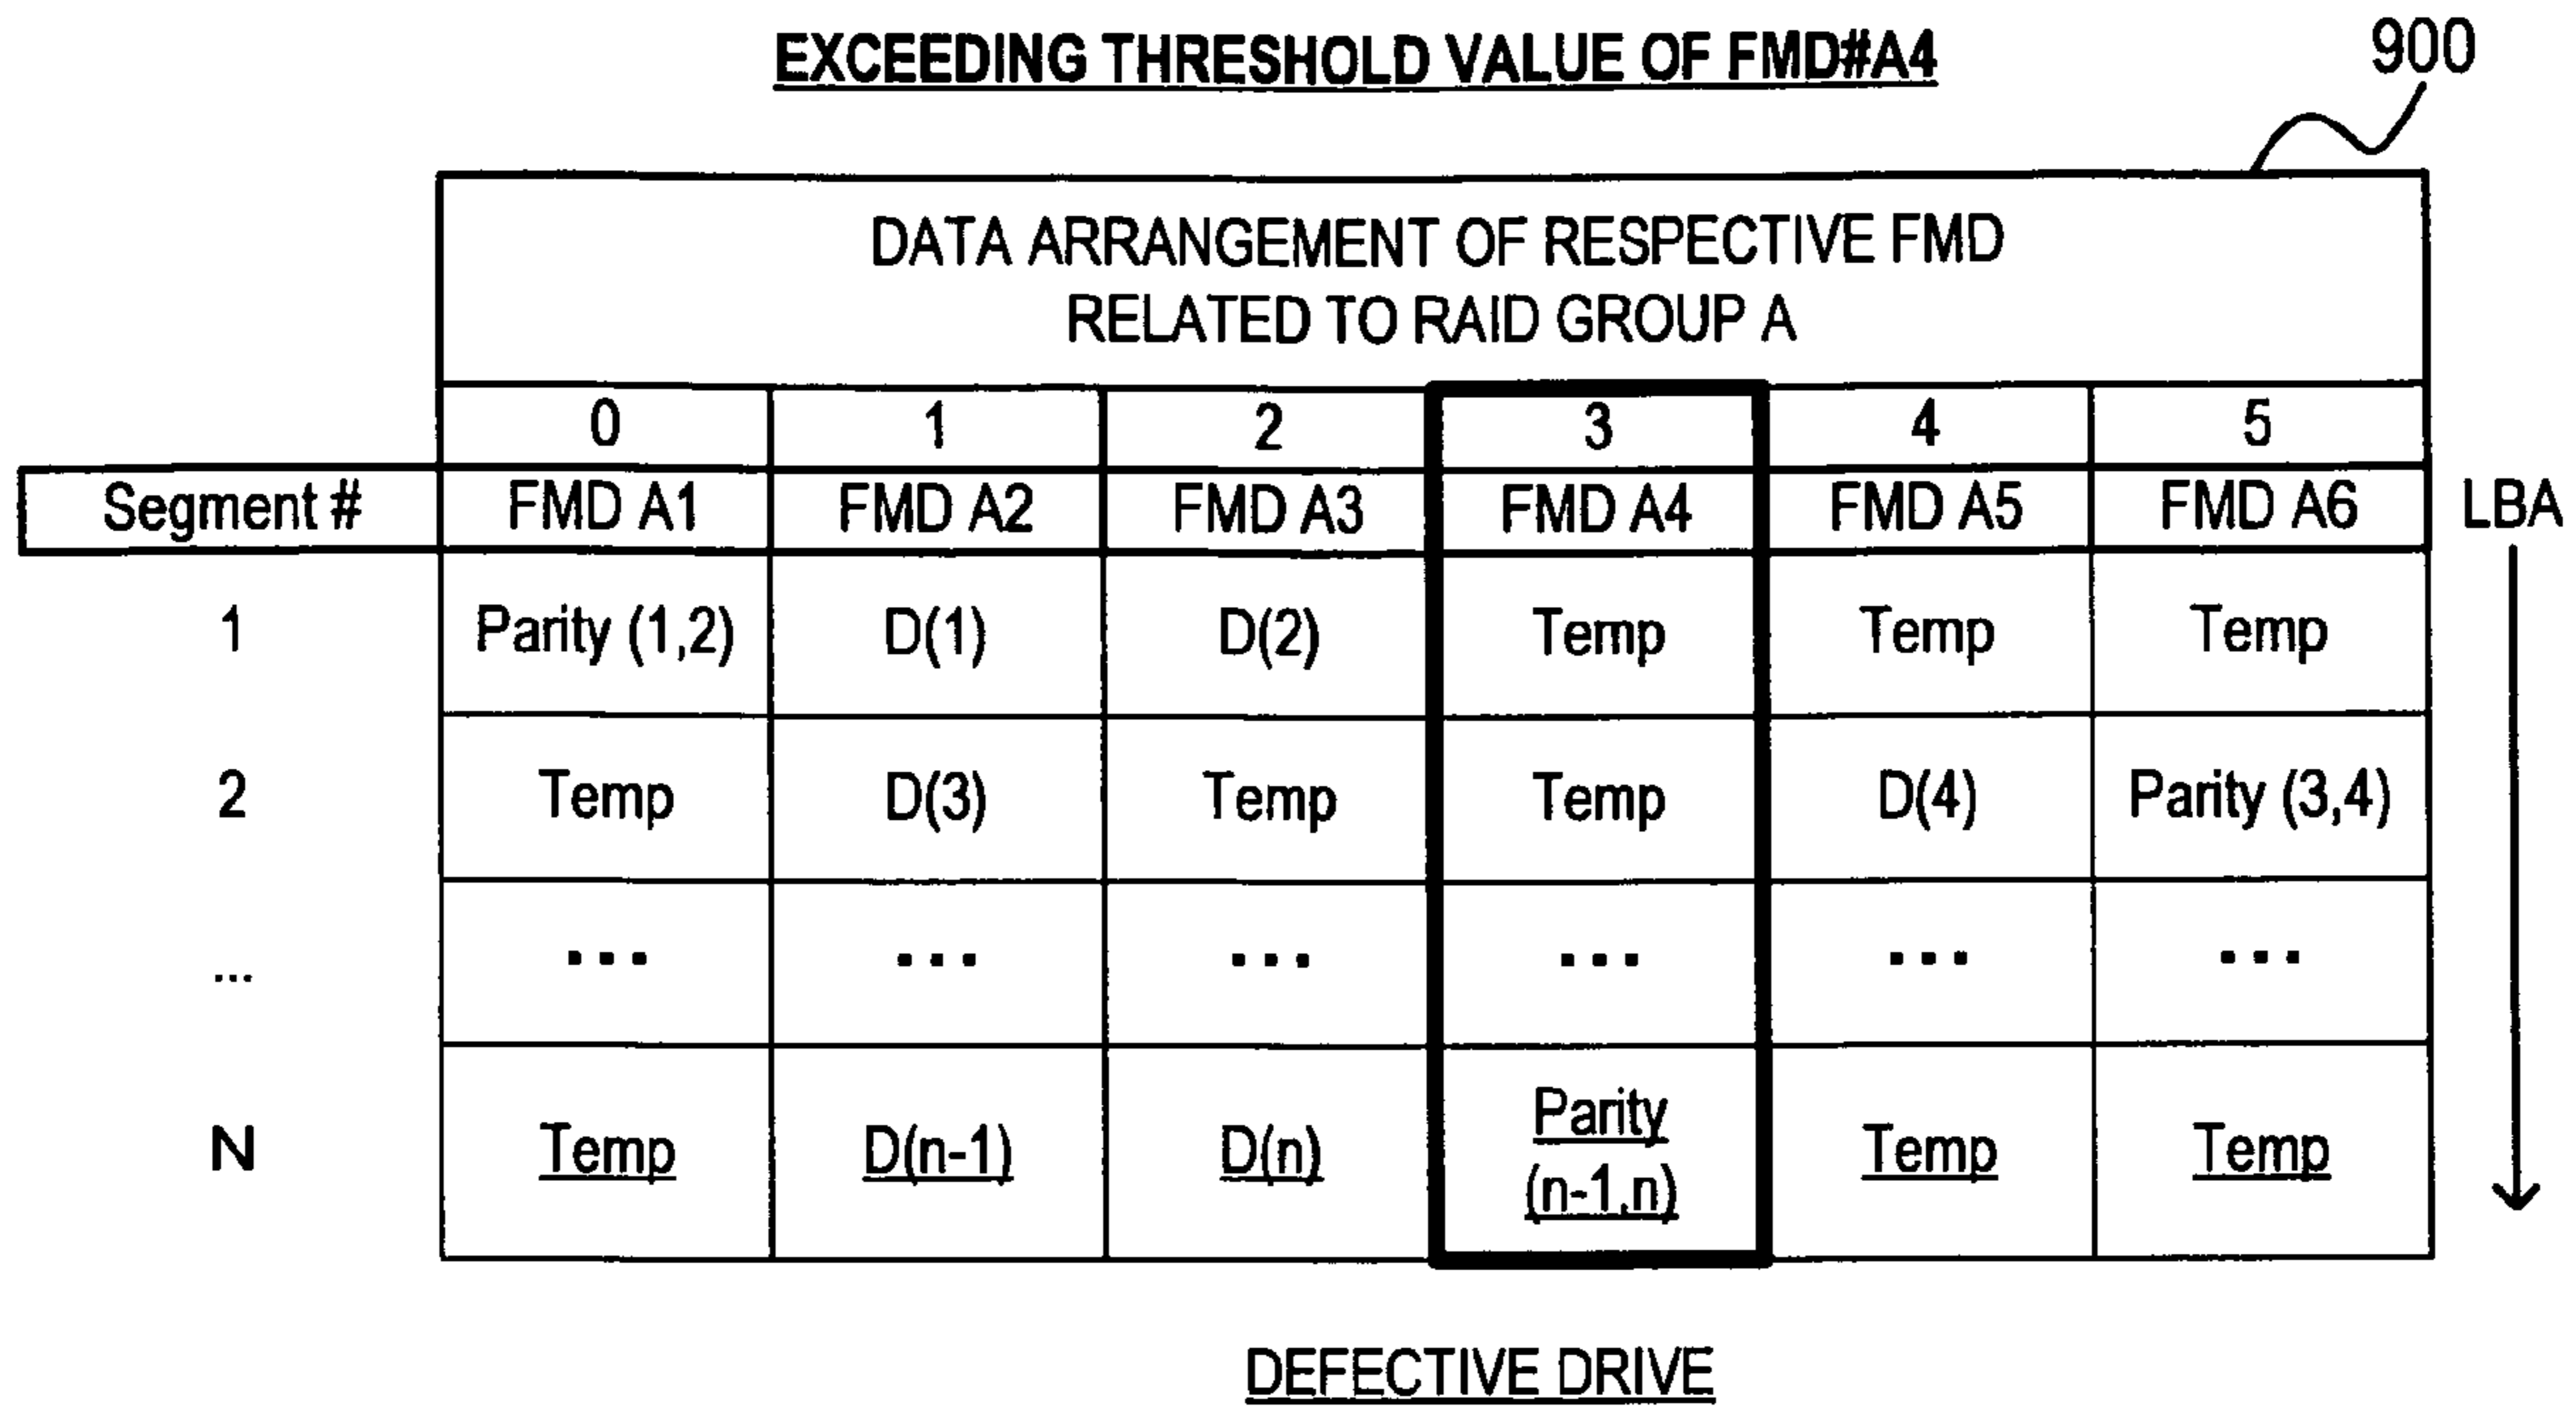 EXCEEDING THRESHOLD VALUE OF FMD#A4
900
DATA ARRANGEMENT OF RESPECTIVE FMD
RELATED TO RAID GROUP A
0 1 2 3 4 5
Segment # FMD A1 FMD A2 FMD A3 FMD A4 FMD A5 FMD A6 LBA
1 Parity (1,2) D(1) D(2) Temp Temp Temp
2 Temp D(3) Temp Temp D(4) Parity (3,4)
... ... ... ... ... ... ...
N Temp D(n-1) D(n) Parity (n-1,n) Temp Temp
DEFECTIVE DRIVE